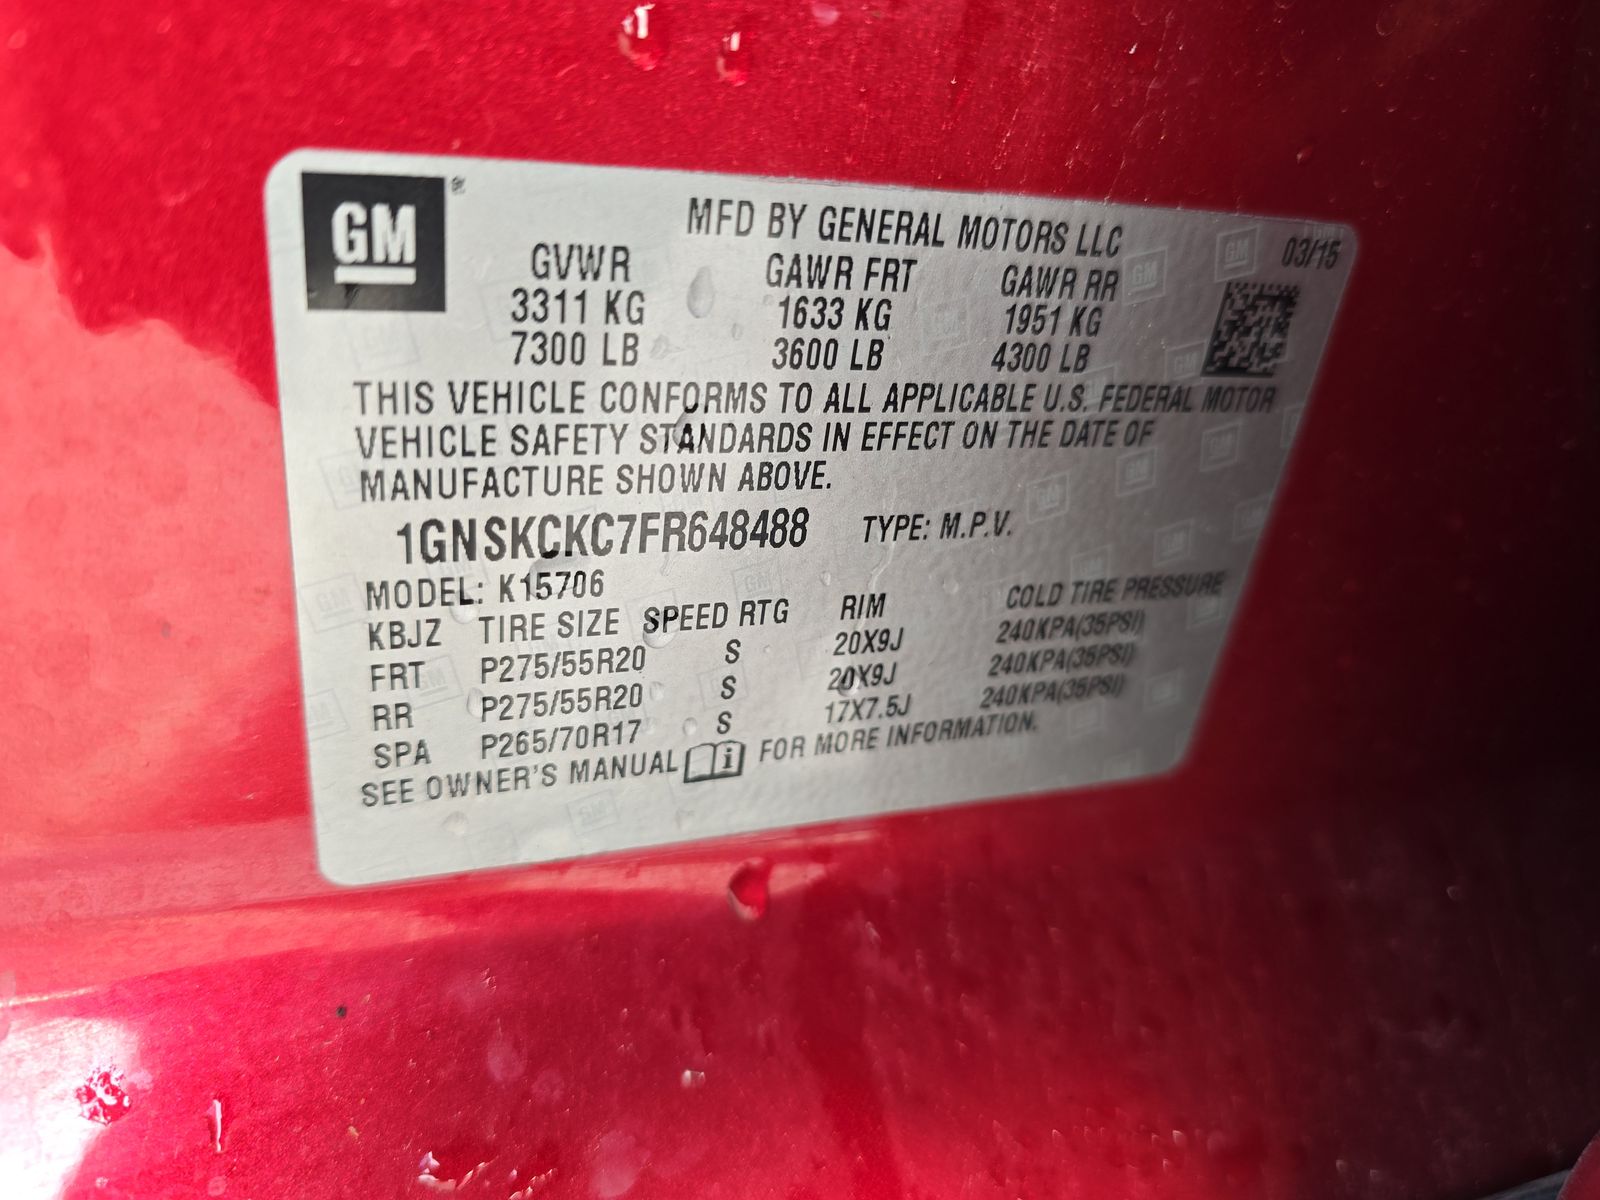 GM
MFD BY GENERAL MOTORS LLC
03/15
GVWR GAWR FRT GAWR RR
3311 KG 1633 KG 1951 KG
7300 LB 3600 LB 4300 LB
THIS VEHICLE CONFORMS TO ALL APPLICABLE U.S. FEDERAL MOTOR
VEHICLE SAFETY STANDARDS IN EFFECT ON THE DATE OF
MANUFACTURE SHOWN ABOVE.
1GNSKCKC7FR648488 TYPE: M.P.V.
MODEL: K15706
KBJZ TIRE SIZE SPEED RTG RIM COLD TIRE PRESSURE
FRT P275/55R20 S 20X9J 240KPA(35PSI)
RR P275/55R20 S 20X9J 240KPA(35PSI)
SPA P265/70R17 S 17X7.5J 240KPA(35PSI)
SEE OWNER'S MANUAL i FOR MORE INFORMATION.